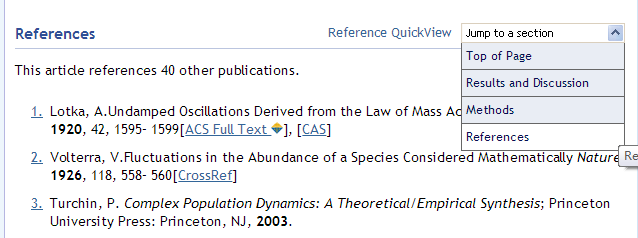 References
Reference QuickView
Jump to a section
Top of Page
Results and Discussion
Methods
References
This article references 40 other publications.
1. Lotka, A.Undamped Oscillations Derived from the Law of Mass Ac
1920, 42, 1595- 1599[ACS Full Text], [CAS]
2. Volterra, V.Fluctuations in the Abundance of a Species Considered Mathematically Nature
1926, 118, 558- 560[CrossRef]
3. Turchin, P. Complex Population Dynamics: A Theoretical/Empirical Synthesis; Princeton
University Press: Princeton, NJ, 2003.
Re